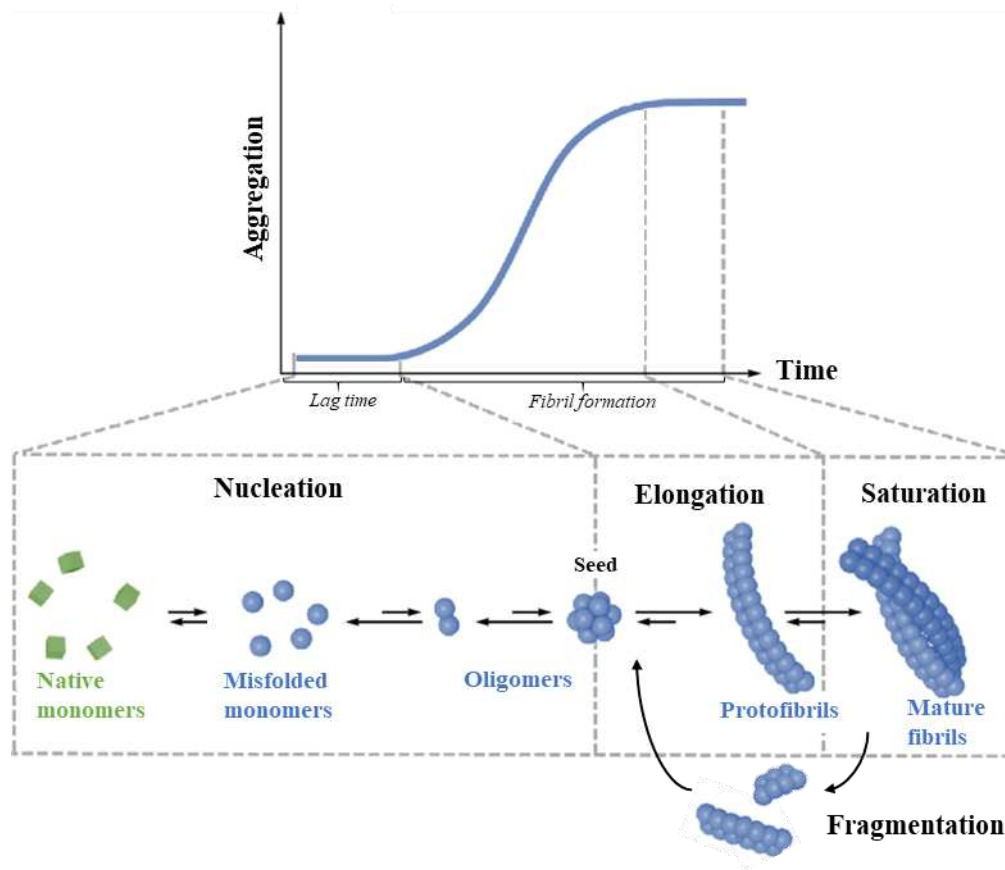 Aggregation
Time
Lag time
Fibril formation
Nucleation
Elongation
Saturation
Seed
Native
monomers
Misfolded
monomers
Oligomers
Protofibrils
Mature
fibrils
Fragmentation